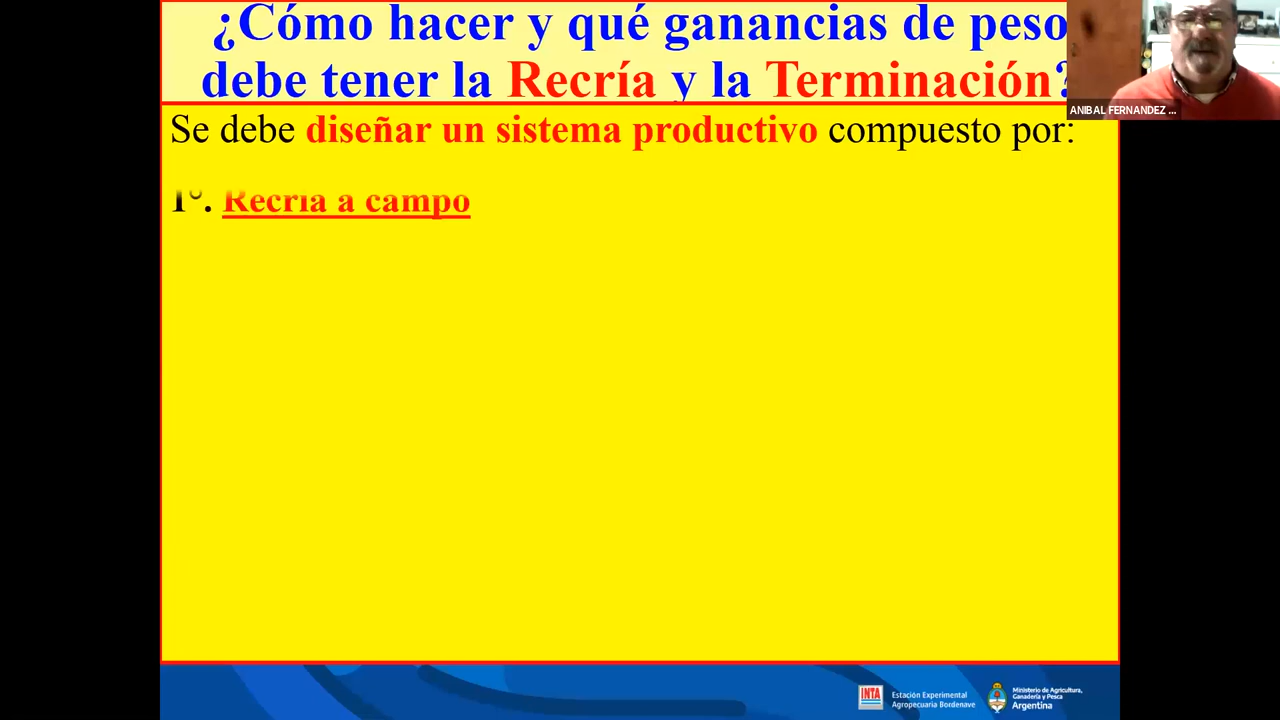 ¿Cómo hacer y qué ganancias de peso
debe tener la Recría y la Terminación?
ANIBAL FERNANDEZ ...
Se debe diseñar un sistema productivo compuesto por:
1°. Recría a campo
INTA
Estación Experimental
Agropecuaria Bordenave
Ministerio de Agricultura,
Ganadería y Pesca
Argentina